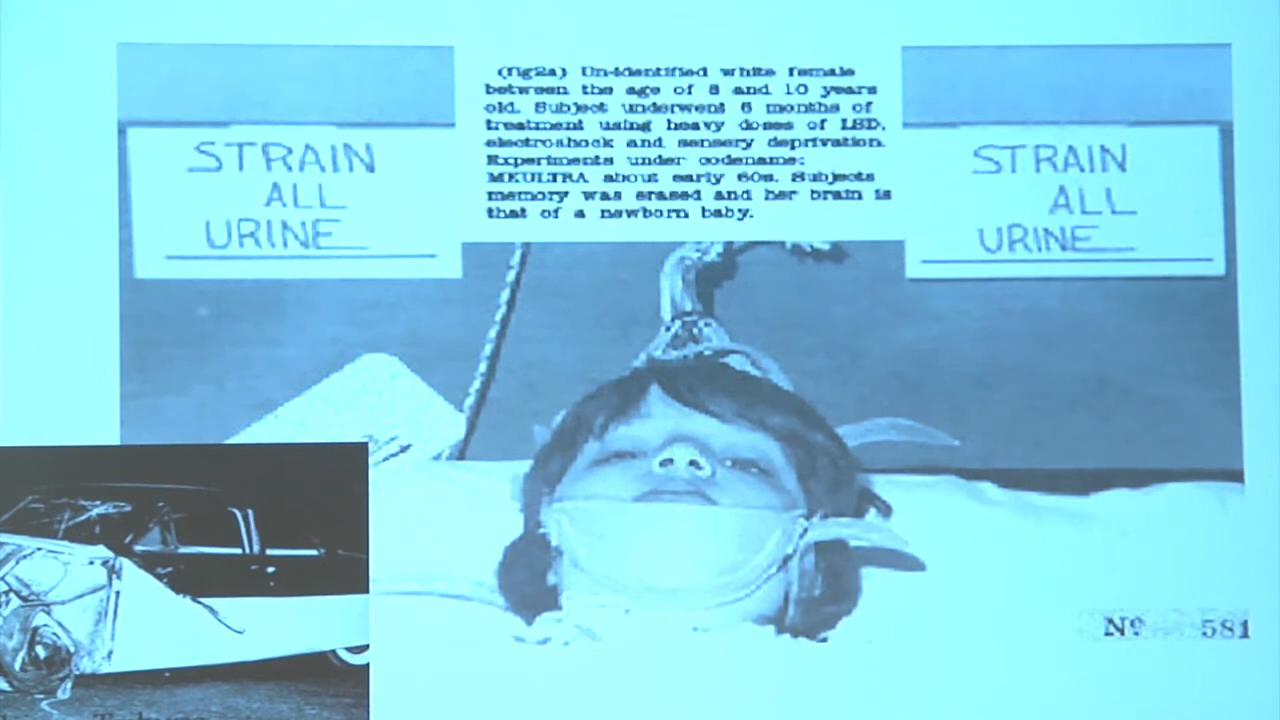 STRAIN
ALL
URINE
(fig2a) Un-identified white female
between the age of 8 and 10 years
old. Subject underwent 6 months of
treatment using heavy doses of LSD,
electroshock and sensery deprivation.
Experiments under codename:
MKULTRA about early 60s. Subjects
memory was erased and her brain is
that of a newborn baby.
STRAIN
ALL
URINE
Nº 581